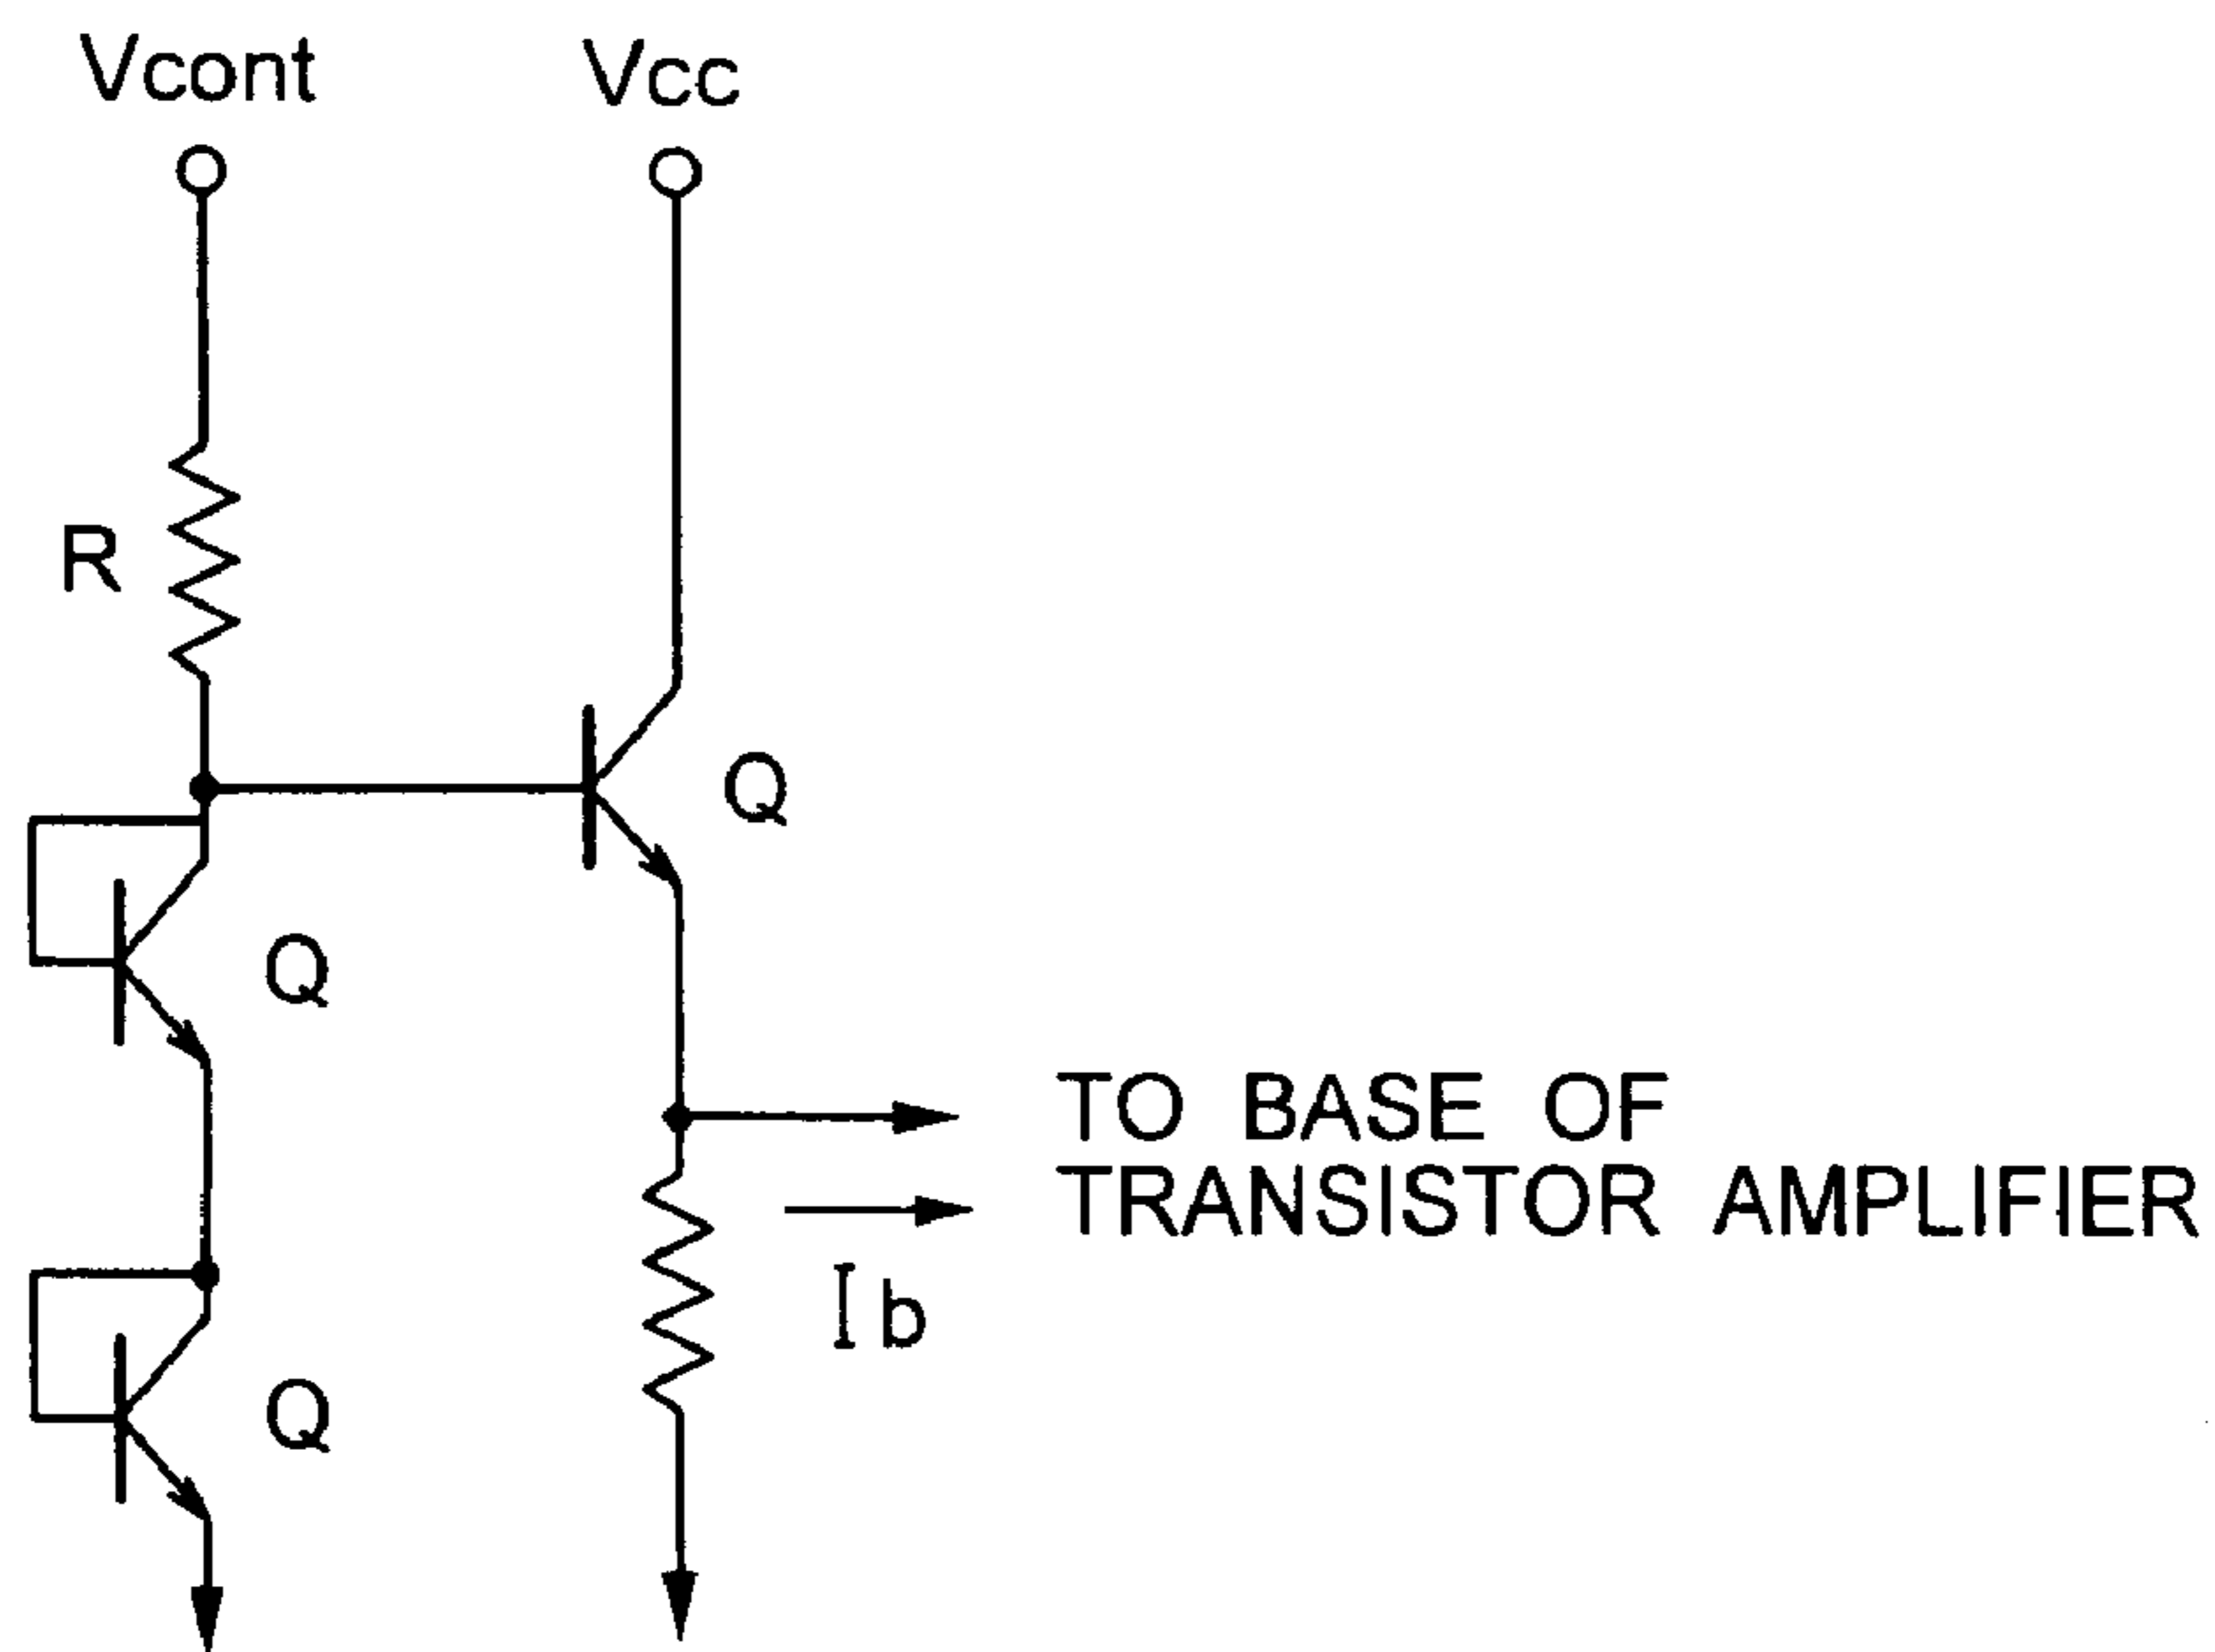 Vcont
Vcc
R
Q
Q
TO BASE OF
TRANSISTOR AMPLIFIER
Ib
Q